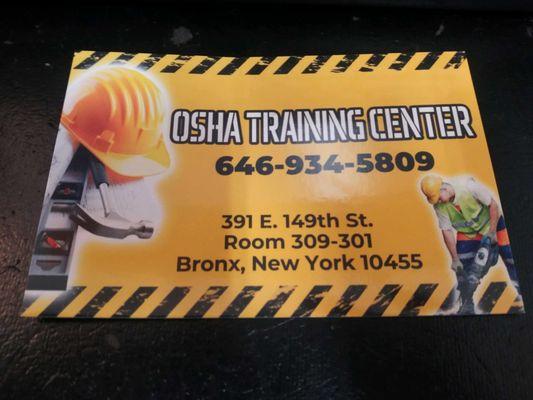 OSHA TRAINING CENTER
646-934-5809
391 E. 149th St.
Room 309-301
Bronx, New York 10455